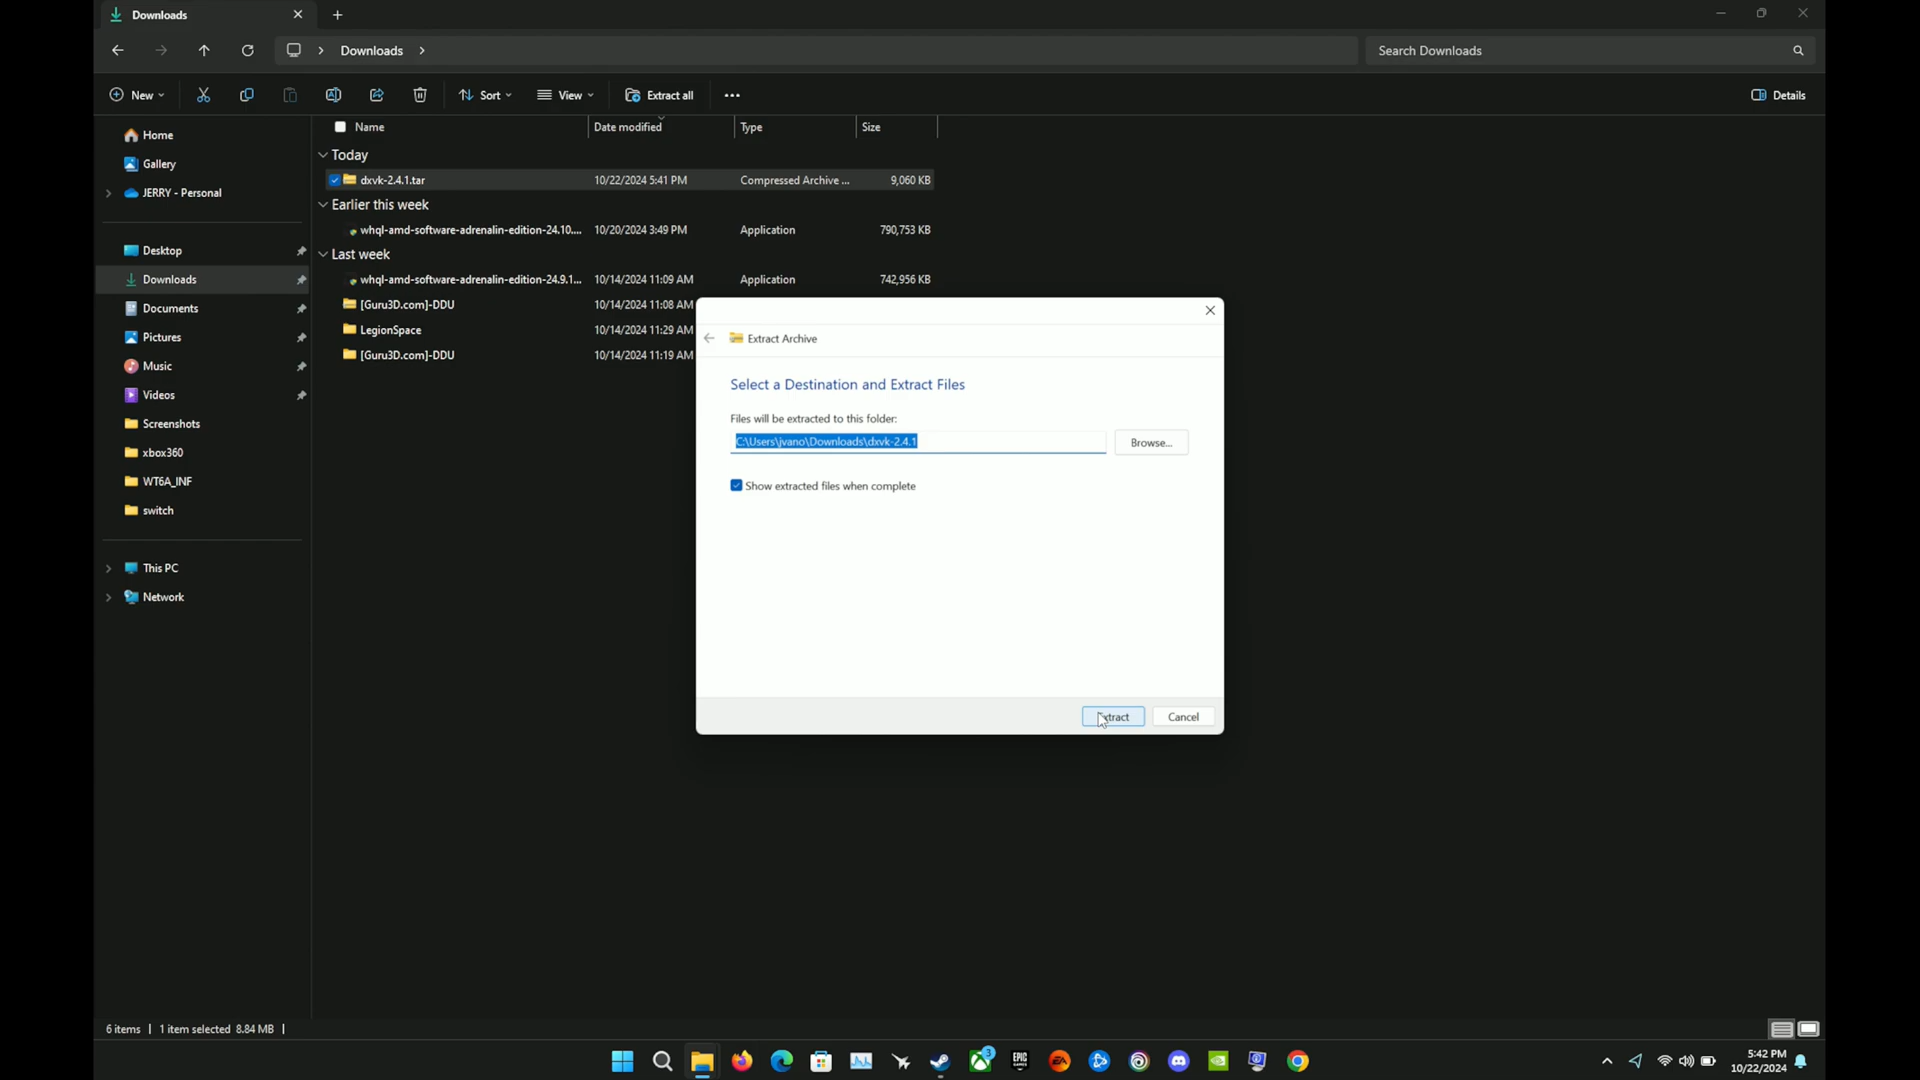 Downloads
Downloads
Search Downloads
New
Sort
View
Extract all
Details
Name
Date modified
Type
Size
Home
Gallery
JERRY - Personal
Desktop
Downloads
Documents
Pictures
Music
Videos
Screenshots
xbox360
WT6A_INF
switch
This PC
Network
Today
dxvk-2.4.1.tar 10/22/2024 5:41 PM Compressed Archive ... 9,060 KB
Earlier this week
whql-amd-software-adrenalin-edition-24.10.... 10/20/2024 3:49 PM Application 790,753 KB
Last week
whql-amd-software-adrenalin-edition-24.9.1... 10/14/2024 11:09 AM Application 742,956 KB
[Guru3D.com]-DDU 10/14/2024 11:08 AM
LegionSpace 10/14/2024 11:29 AM
[Guru3D.com]-DDU 10/14/2024 11:19 AM
Extract Archive
Select a Destination and Extract Files
Files will be extracted to this folder:
C:\Users\jvano\Downloads\dxvk-2.4.1
Browse...
Show extracted files when complete
Extract
Cancel
6 items
1 item selected 8.84 MB
3
EPIC
GAMES
EA
5:42 PM
10/22/2024